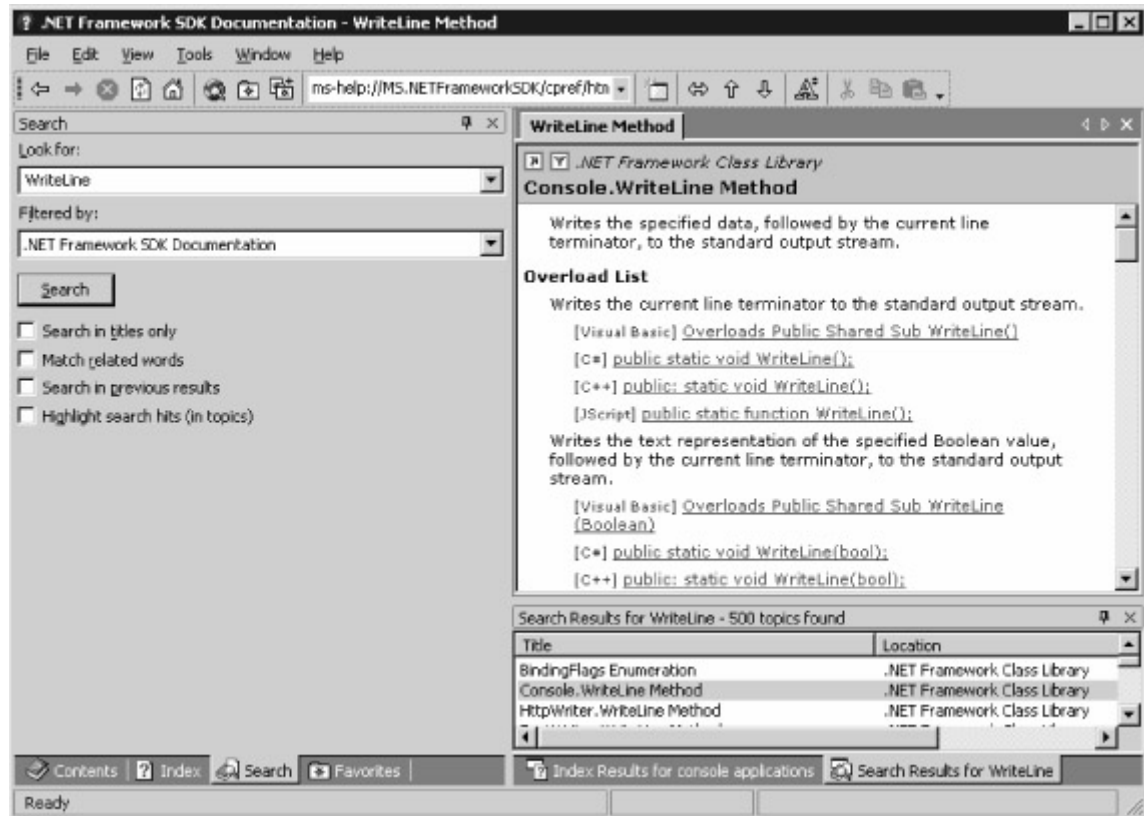 .NET Framework SDK Documentation - WriteLine Method
File Edit View Tools Window Help
ms-help://MS.NETFrameworkSDK/cpref/htm
Search
Look for:
WriteLine
Filtered by:
.NET Framework SDK Documentation
Search
Search in titles only
Match related words
Search in previous results
Highlight search hits (in topics)
Contents Index Search Favorites
WriteLine Method
.NET Framework Class Library
Console.WriteLine Method
Writes the specified data, followed by the current line
terminator, to the standard output stream.
Overload List
Writes the current line terminator to the standard output stream.
[Visual Basic] Overloads Public Shared Sub WriteLine()
[C#] public static void WriteLine();
[C++] public: static void WriteLine();
[JScript] public static function WriteLine();
Writes the text representation of the specified Boolean value,
followed by the current line terminator, to the standard output
stream.
[Visual Basic] Overloads Public Shared Sub WriteLine
(Boolean)
[C#] public static void WriteLine(bool);
[C++] public: static void WriteLine(bool);
Search Results for WriteLine - 500 topics found
Title Location
BindingFlags Enumeration .NET Framework Class Library
Console.WriteLine Method .NET Framework Class Library
HttpWriter.WriteLine Method .NET Framework Class Library
Index Results for console applications Search Results for WriteLine
Ready